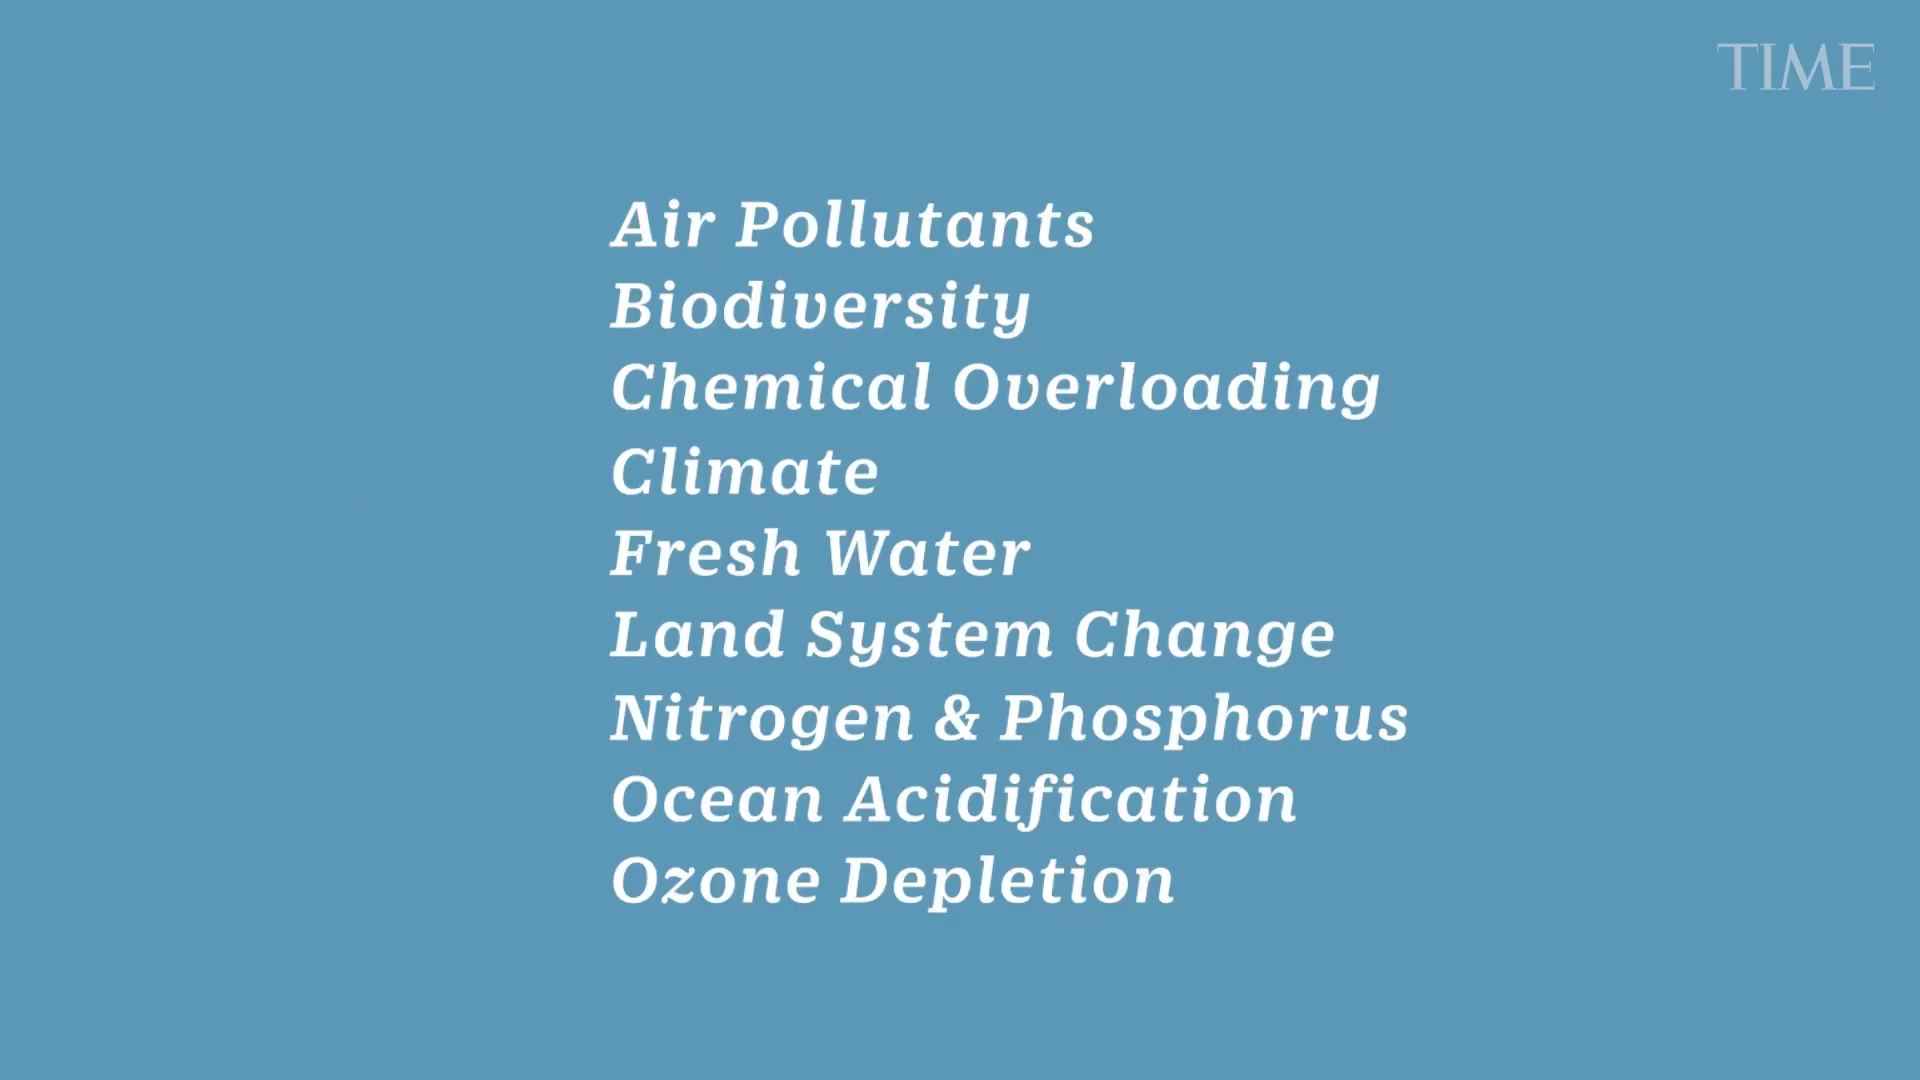 TIME
Air Pollutants
Biodiversity
Chemical Overloading
Climate
Fresh Water
Land System Change
Nitrogen & Phosphorus
Ocean Acidification
Ozone Depletion